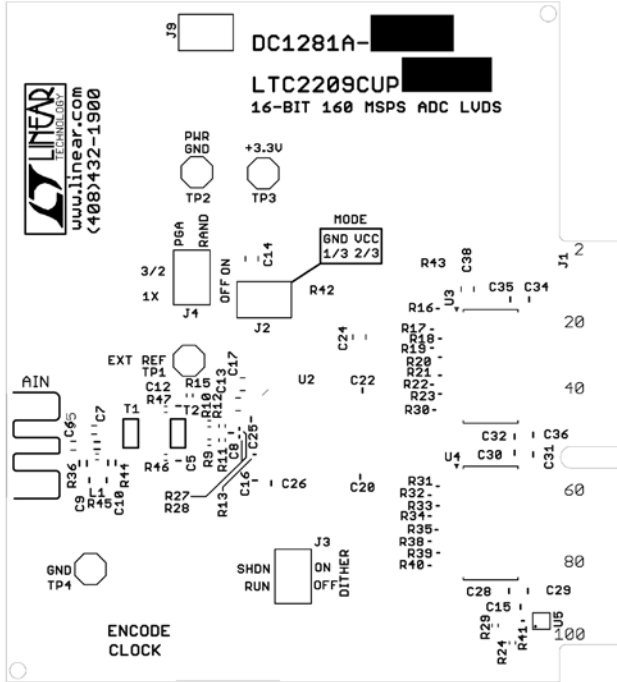 J9
DC1281A-
LTC2209CUP
16-BIT 160 MSPS ADC LVDS
LINEAR
TECHNOLOGY
www.linear.com
(408)432-1900
PWR
GND
+3.3V
TP2
TP3
MODE
GND VCC
1/3 2/3
PGA
RAND
3/2
1X
J4
ON
OFF
C14
J2
R42
R43
C38
J1
2
U3
C35
C34
R16
R17
R18
R19
R20
R21
R22
R23
R30
20
40
EXT REF
TP1
C24
C22
U2
C17
C13
AIN
C12
R15
R47
T1
T2
R10
R12
C7
C6
R36
C9
L1
R45
C10
R44
R46
C5
R9
R11
C8
C25
C32
C36
C30
C31
U4
R27
R28
R13
C16
C26
C20
R31
R32
R33
R34
R35
R38
R39
R40
60
80
100
GND
TP4
J3
SHDN
RUN
ON
OFF
DITHER
C28
C29
C15
R29
R24
R41
U5
ENCODE
CLOCK